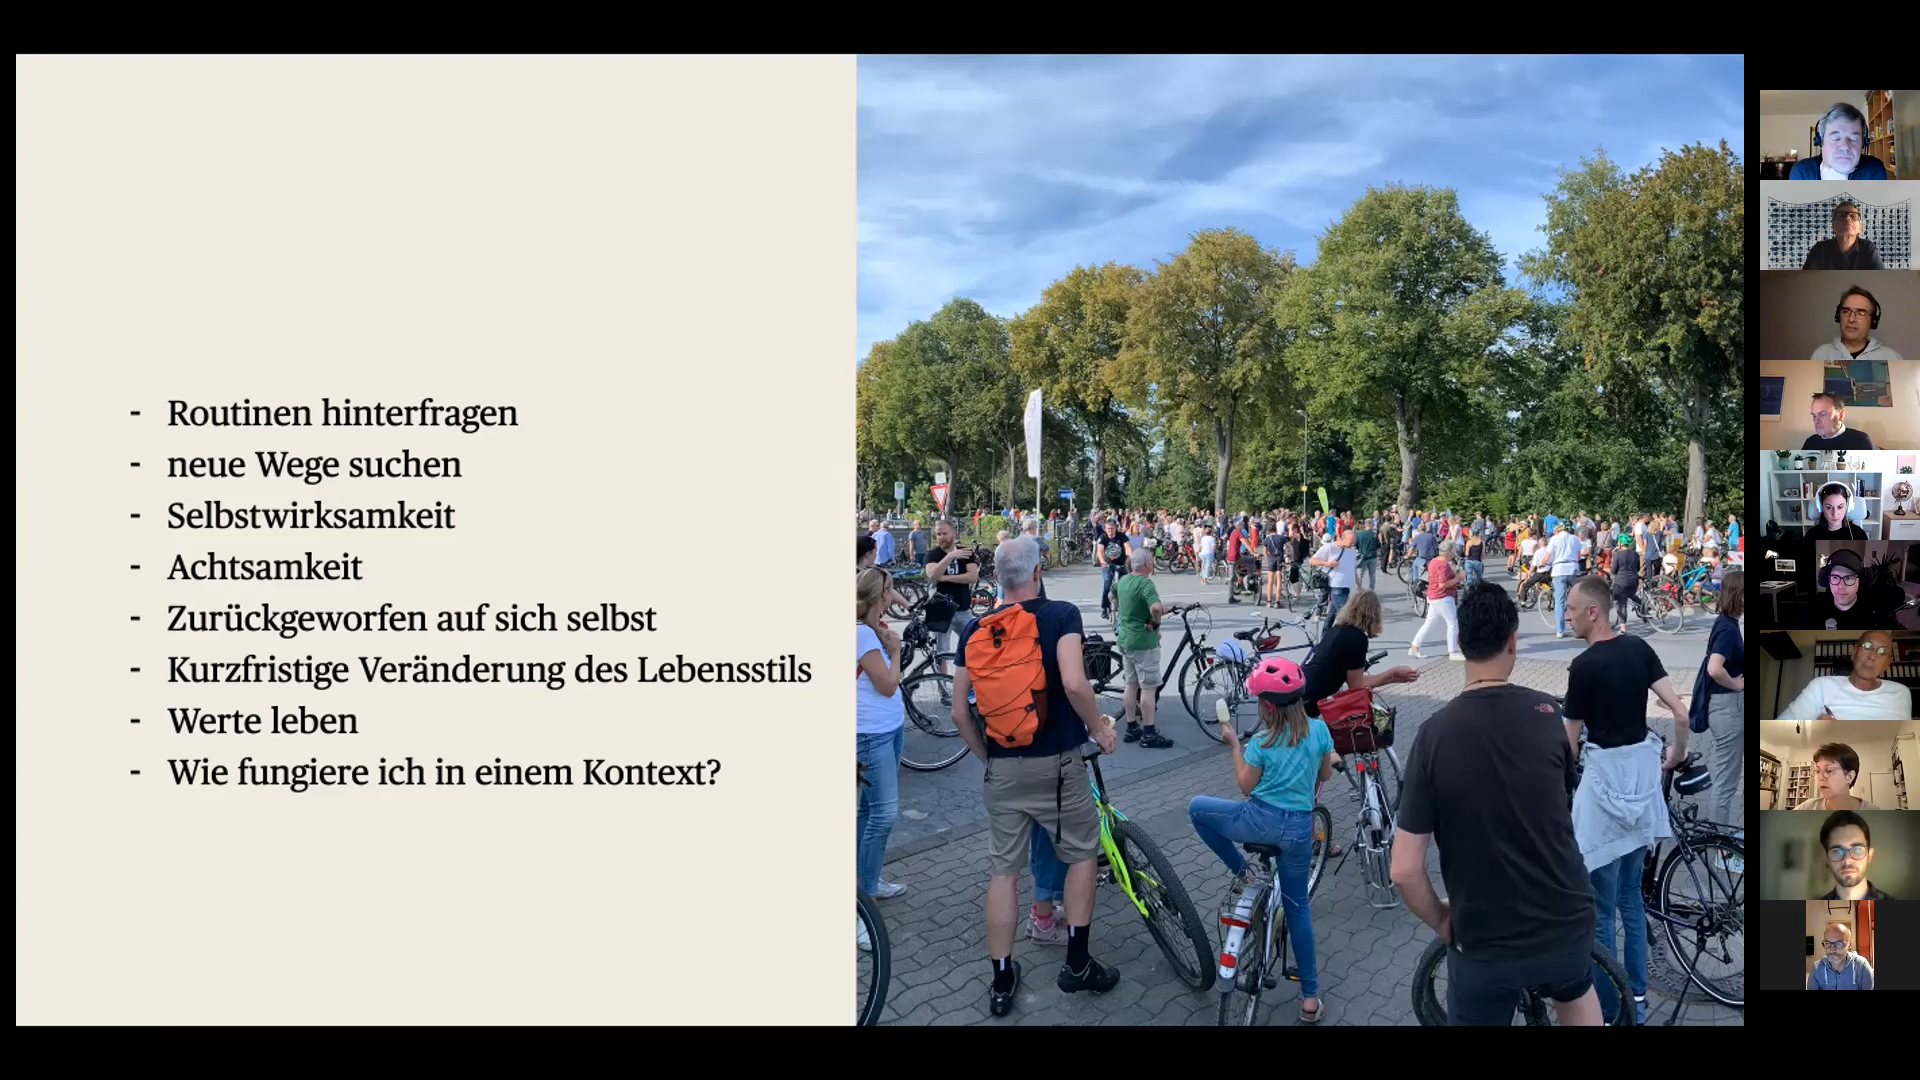 - Routinen hinterfragen
- neue Wege suchen
- Selbstwirksamkeit
- Achtsamkeit
- Zurückgeworfen auf sich selbst
- Kurzfristige Veränderung des Lebensstils
- Werte leben
- Wie fungiere ich in einem Kontext?